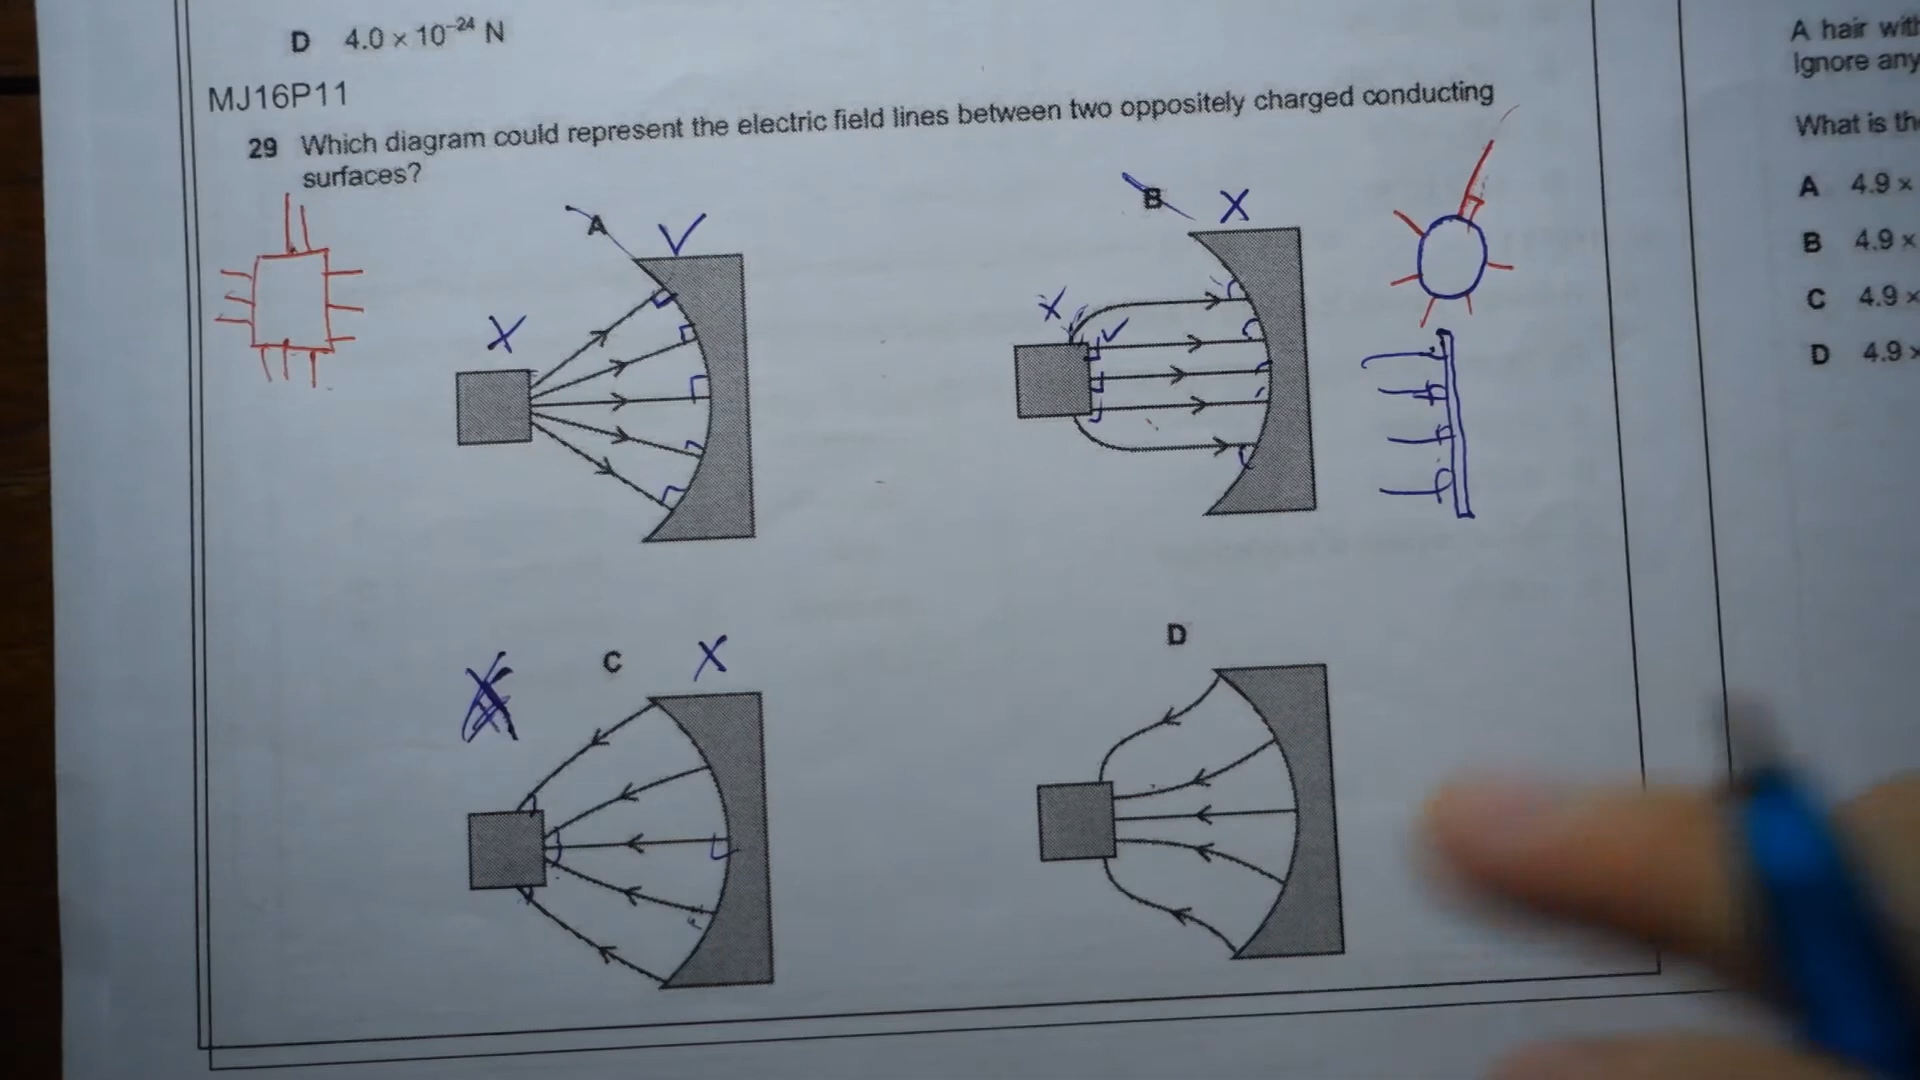 D 4.0 × 10⁻²⁴ N
MJ16P11
29 Which diagram could represent the electric field lines between two oppositely charged conducting
surfaces?
A
B
C
D
A hair with
Ignore any
What is the
A 4.9 ×
B 4.9 ×
C 4.9 ×
D 4.9 ×